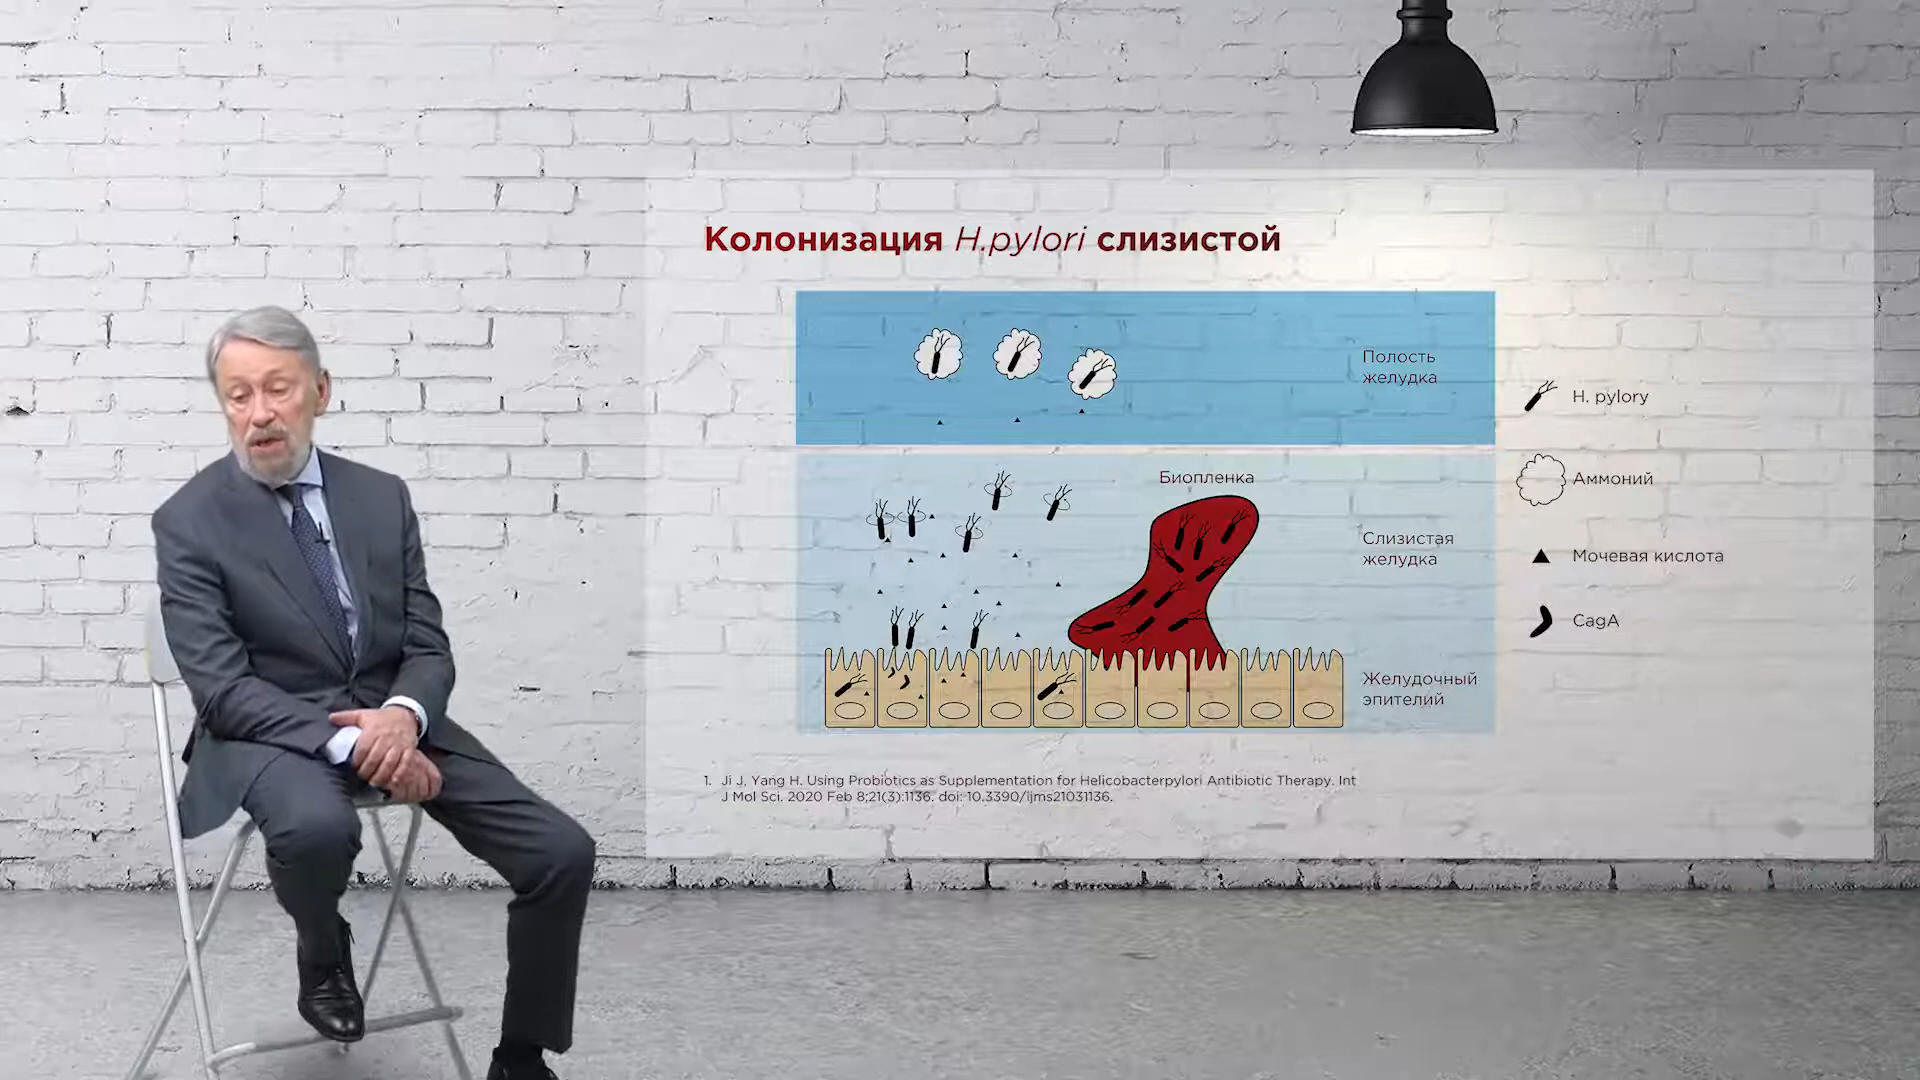 Колонизация H.pylori слизистой
Полость
желудка
Биопленка
Слизистая
желудка
Желудочный
эпителий
H. pylory
Аммоний
Мочевая кислота
CagA
1. Ji J, Yang H. Using Probiotics as Supplementation for Helicobacterpylori Antibiotic Therapy. Int
J Mol Sci. 2020 Feb 8;21(3):1136. doi: 10.3390/ijms21031136.